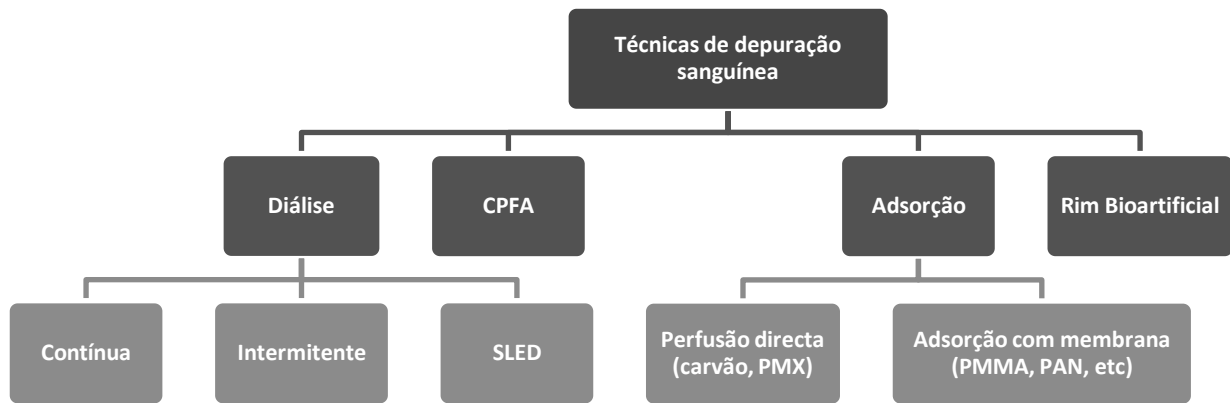 Técnicas de depuração
sanguínea
Diálise
CPFA
Adsorção
Rim Bioartificial
Contínua
Intermitente
SLED
Perfusão directa
(carvão, PMX)
Adsorção com membrana
(PMMA, PAN, etc)